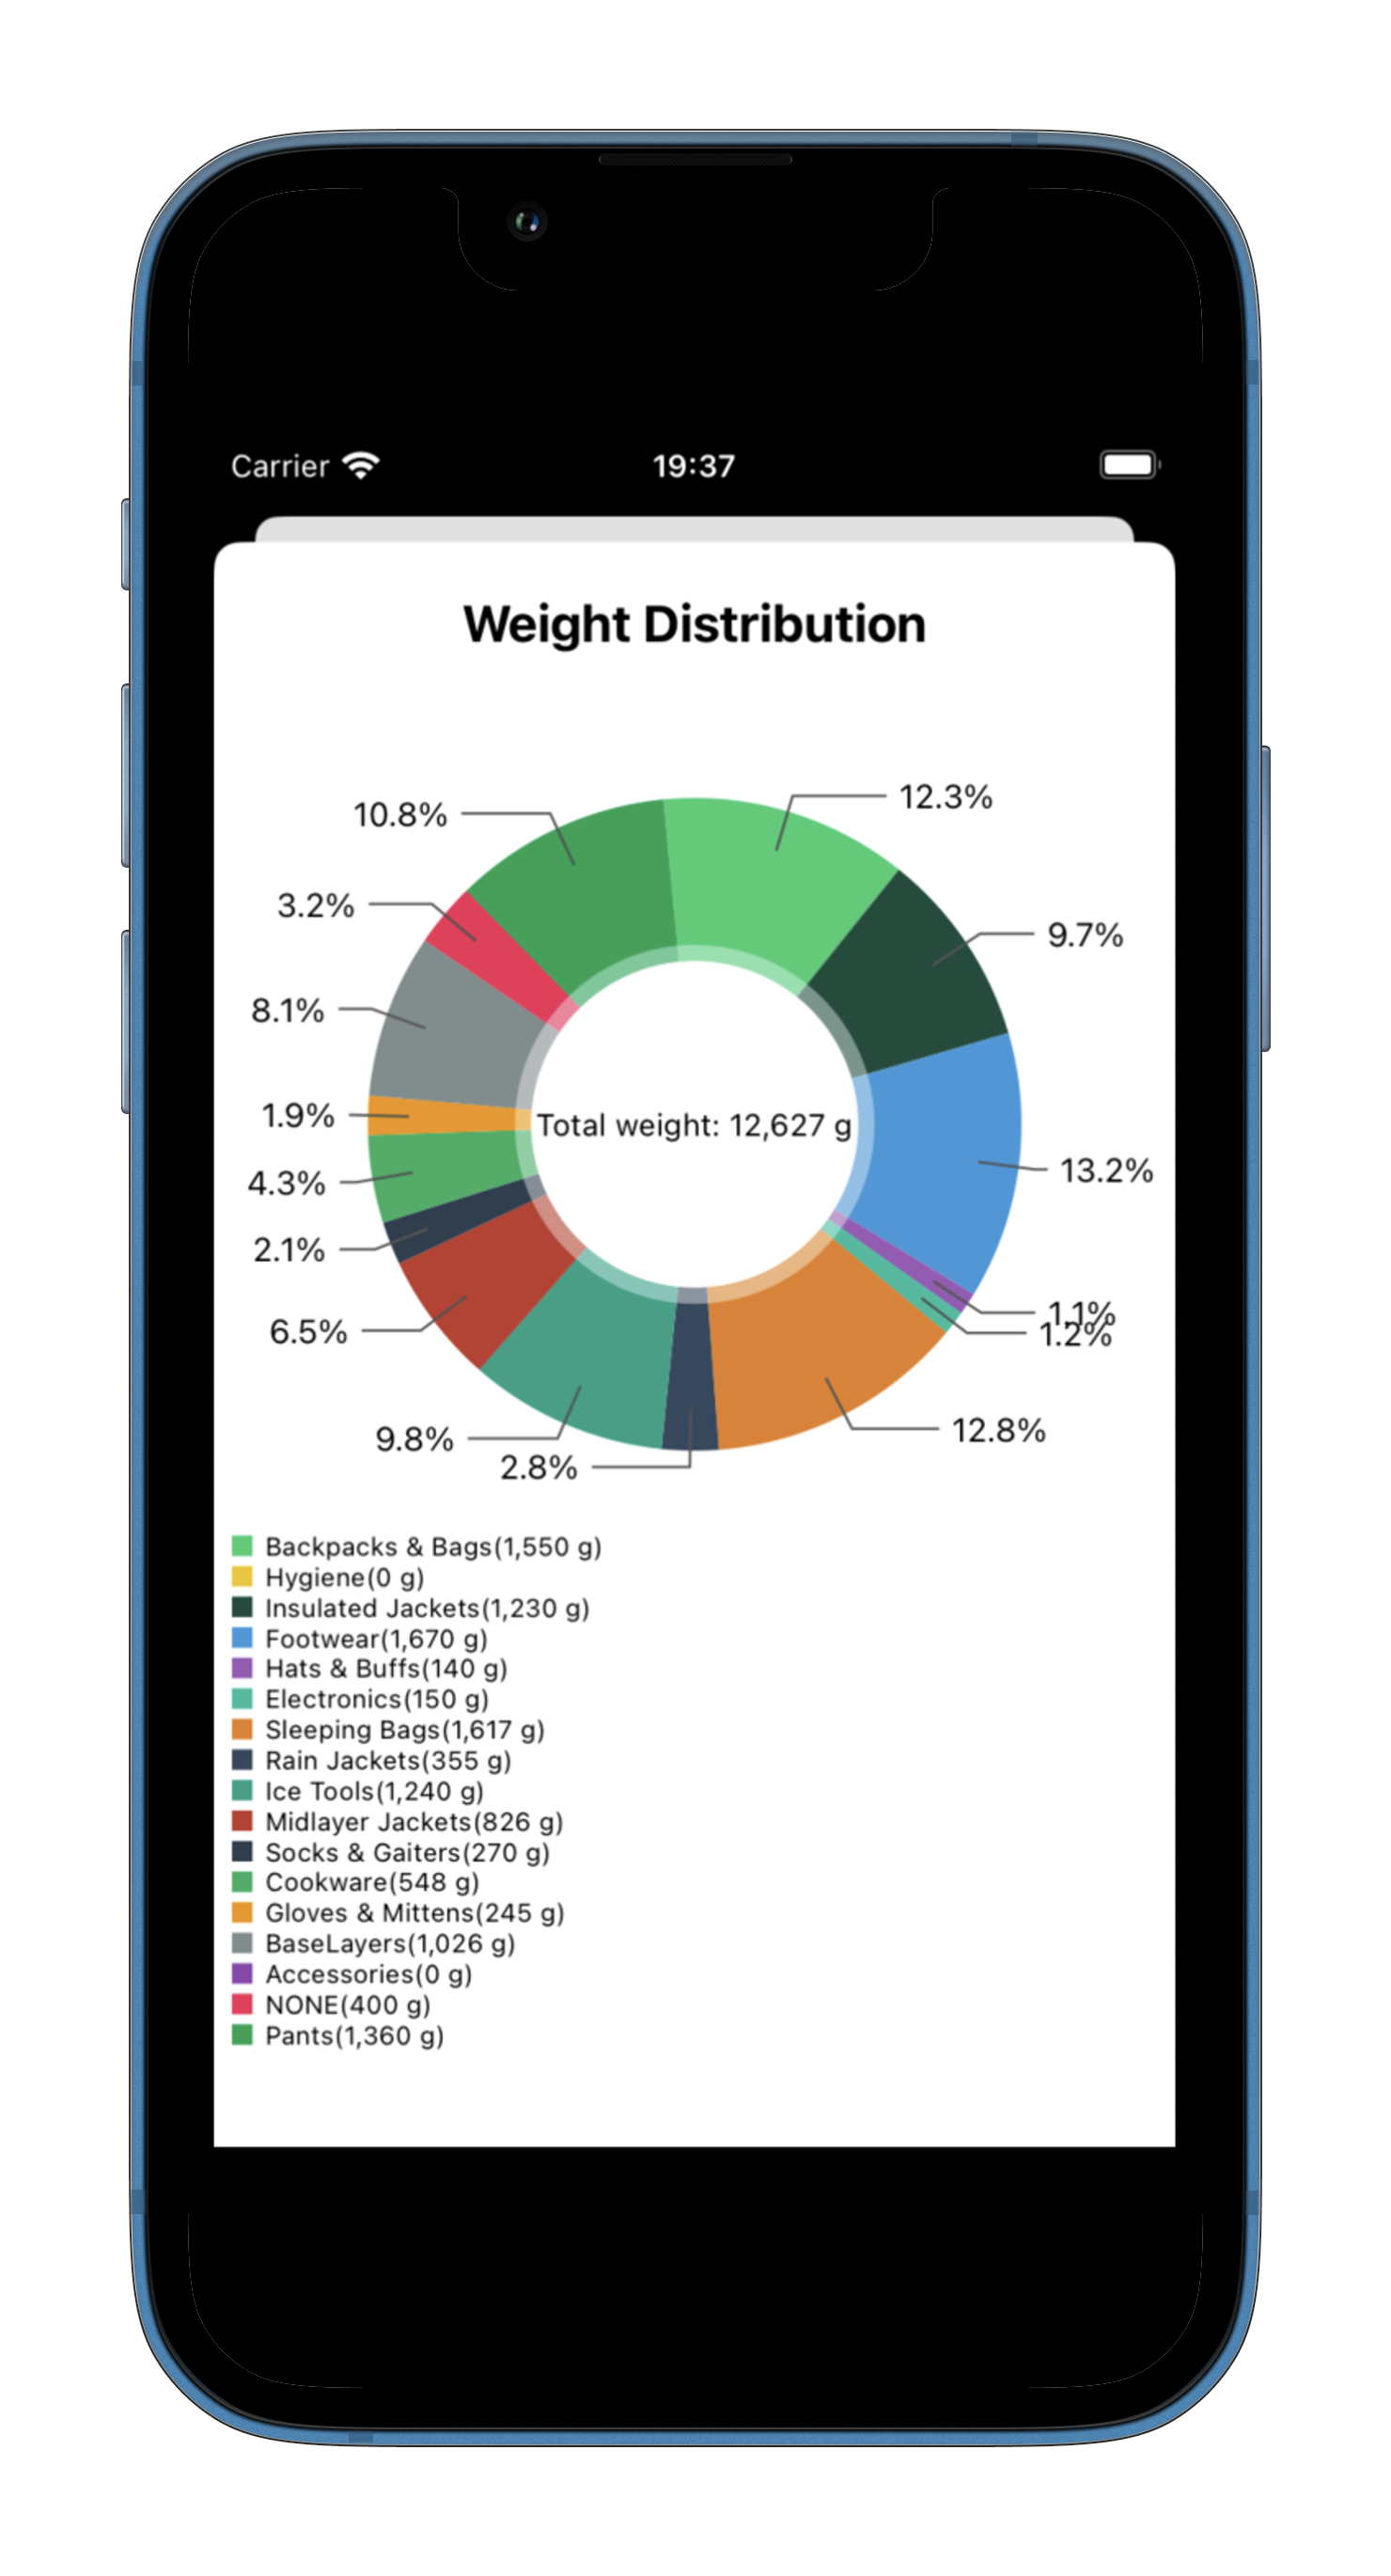 Carrier 19:37
Weight Distribution
12.3%
10.8%
3.2%
9.7%
8.1%
1.9%
Total weight: 12,627 g
13.2%
4.3%
2.1%
1.1%
1.2%
6.5%
12.8%
9.8%
2.8%
Backpacks & Bags(1,550 g)
Hygiene(0 g)
Insulated Jackets(1,230 g)
Footwear(1,670 g)
Hats & Buffs(140 g)
Electronics(150 g)
Sleeping Bags(1,617 g)
Rain Jackets(355 g)
Ice Tools(1,240 g)
Midlayer Jackets(826 g)
Socks & Gaiters(270 g)
Cookware(548 g)
Gloves & Mittens(245 g)
BaseLayers(1,026 g)
Accessories(0 g)
NONE(400 g)
Pants(1,360 g)